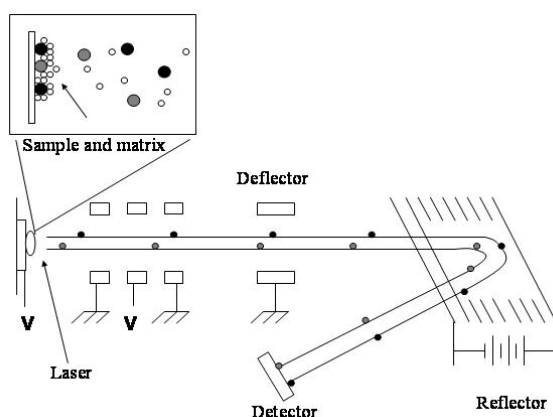 Sample and matrix
Deflector
V
V
Laser
Detector
Reflector